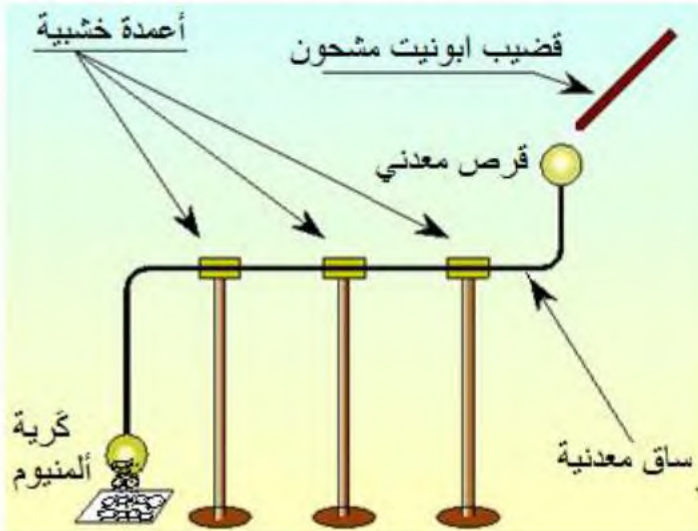 أعمدة خشبية
قضيب ابونيت مشحون
قرص معدني
كَرية
ألمنيوم
ساق معدنية